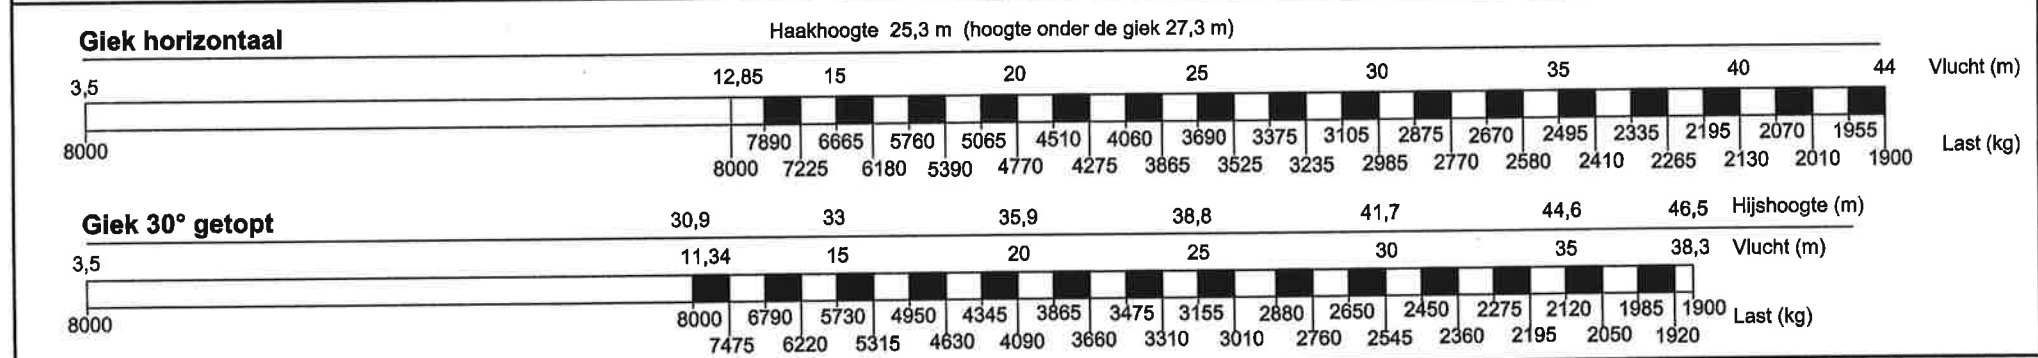 Giek horizontaal
Haakhoogte 25,3 m (hoogte onder de giek 27,3 m)
3,5 12,85 15 20 25 30 35 40 44 Vlucht (m)
7890 6665 5760 5065 4510 4060 3690 3375 3105 2875 2670 2495 2335 2195 2070 1955
8000 8000 7225 6180 5390 4770 4275 3865 3525 3235 2985 2770 2580 2410 2265 2130 2010 1900 Last (kg)
Giek 30° getopt
30,9 33 35,9 38,8 41,7 44,6 46,5 Hijshoogte (m)
3,5 11,34 15 20 25 30 35 38,3 Vlucht (m)
8000 8000 6790 5730 4950 4345 3865 3475 3155 2880 2650 2450 2275 2120 1985 1900 Last (kg)
7475 6220 5315 4630 4090 3660 3310 3010 2760 2545 2360 2195 2050 1920